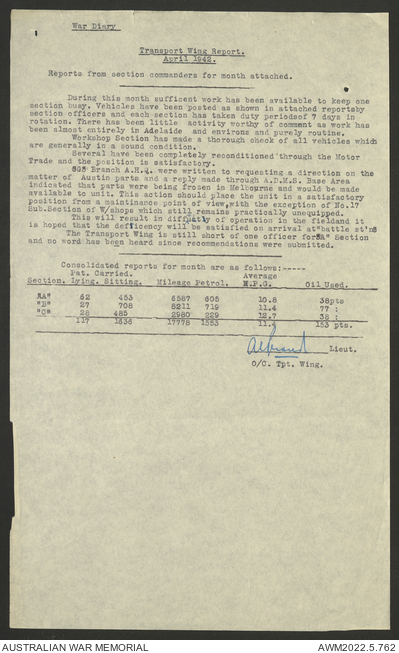 War Diary
Transport Wing Report.
April 1942.
Reports from section commanders for month attached.
During this month sufficent work has been available to keep one
section busy. Vehicles have been posted as shown in attached reportsby
section officers and each section has taken duty periodsof 7 days in
rotation. There has been little activity worthy of comment as work has
been almost entirely in Adelaide and environs and purely routine.
Workshop Section has made a thorough check of all vehicles which
are generally in a sound condition.
Several have been completely reconditioned through the Motor
Trade and the position is satisfactory.
Branch A.H.Q. were written to requesting a direction on the
matter of Austin parts and a reply made through A.D.M.S. Base Area
indicated that parts were being frozen in Melbourne and would be made
available to unit. This action should place the unit in a satisfactory
position from a maintinance point of view,with the exception of No.17
Sub.Section of W/shops which still remains practically unequipped.
This will result in difficulty of operation in the fieldand it
is hoped that the defficency will be satisfied on arrival at"battle st'ns
The Transport Wing is still short of one officer for"A" Section
and no word has been heard since recommendations were submitted.
Consolidated reports for month are as follows:-----
Pat. Carried. Average
Section. Lying. Sitting. Mileage Petrol. M.P.G. Oil Used.
"A" 62 453 6587 605 10.8 38pts
"B" 27 708 8211 719 11.4 77 :
"C" 28 485 2980 229 12.7 38 :
117 1636 17778 1553 11.4 153 pts.
Lieut.
O/C. Tpt. Wing.
AUSTRALIAN WAR MEMORIAL
AWM2022.5.762